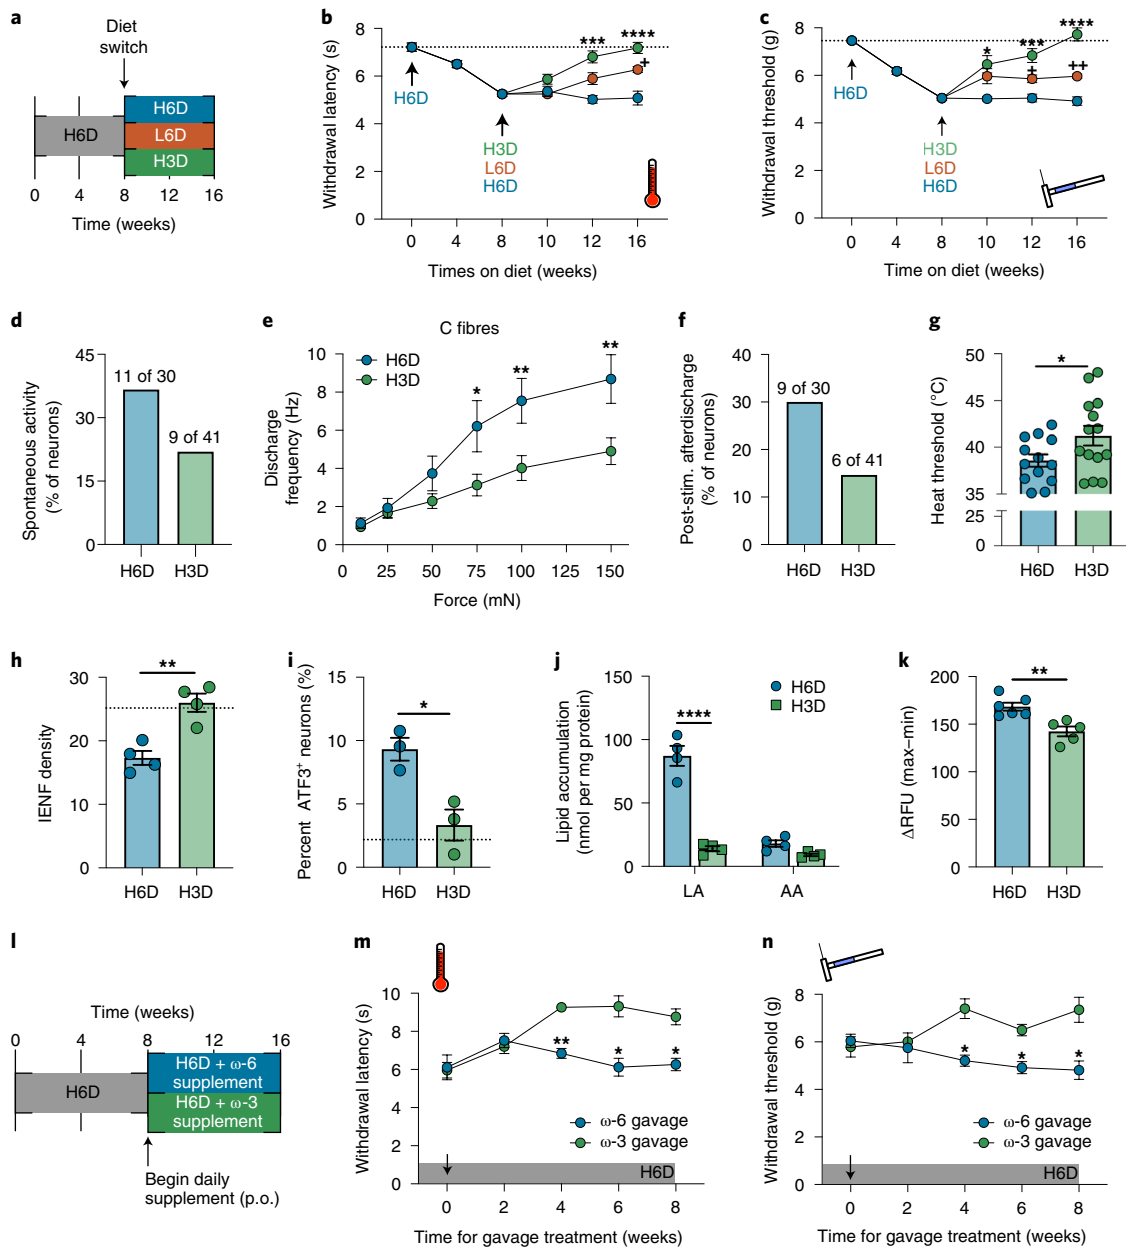 a
Diet
switch
H6D
H6D
L6D
H3D
0 4 8 12 16
Time (weeks)
b
Withdrawal latency (s)
8
6
4
2
0
*** ****
+
H6D
H3D
L6D
H6D
0 4 8 10 12 16
Times on diet (weeks)
c
Withdrawal threshold (g)
8
6
4
2
0
* *** ****
+ ++
H6D
H3D
L6D
H6D
0 4 8 10 12 16
Time on diet (weeks)
d
Spontaneous activity
(% of neurons)
45
30
15
0
11 of 30
9 of 41
H6D H3D
e
C fibres
H6D
H3D
Discharge
frequency (Hz)
10
8
6
4
2
0
* ** **
0 25 50 75 100 125 150
Force (mN)
f
Post-stim. afterdischarge
(% of neurons)
40
30
20
10
0
9 of 30
6 of 41
H6D H3D
g
Heat threshold (°C)
50
45
40
35
25
0
*
H6D H3D
h
IENF density
30
20
10
0
**
H6D H3D
i
Percent ATF3+ neurons (%)
15
10
5
0
*
H6D H3D
j
Lipid accumulation
(nmol per mg protein)
150
100
50
0
****
H6D
H3D
LA AA
k
ΔRFU (max–min)
200
150
100
50
0
**
H6D H3D
l
Time (weeks)
0 4 8 12 16
H6D
H6D + ω-6
supplement
H6D + ω-3
supplement
Begin daily
supplement (p.o.)
m
Withdrawal latency (s)
10
8
6
4
2
0
** * *
ω-6 gavage
ω-3 gavage
H6D
0 2 4 6 8
Time for gavage treatment (weeks)
n
Withdrawal threshold (g)
8
6
4
2
0
* * *
ω-6 gavage
ω-3 gavage
H6D
0 2 4 6 8
Time for gavage treatment (weeks)